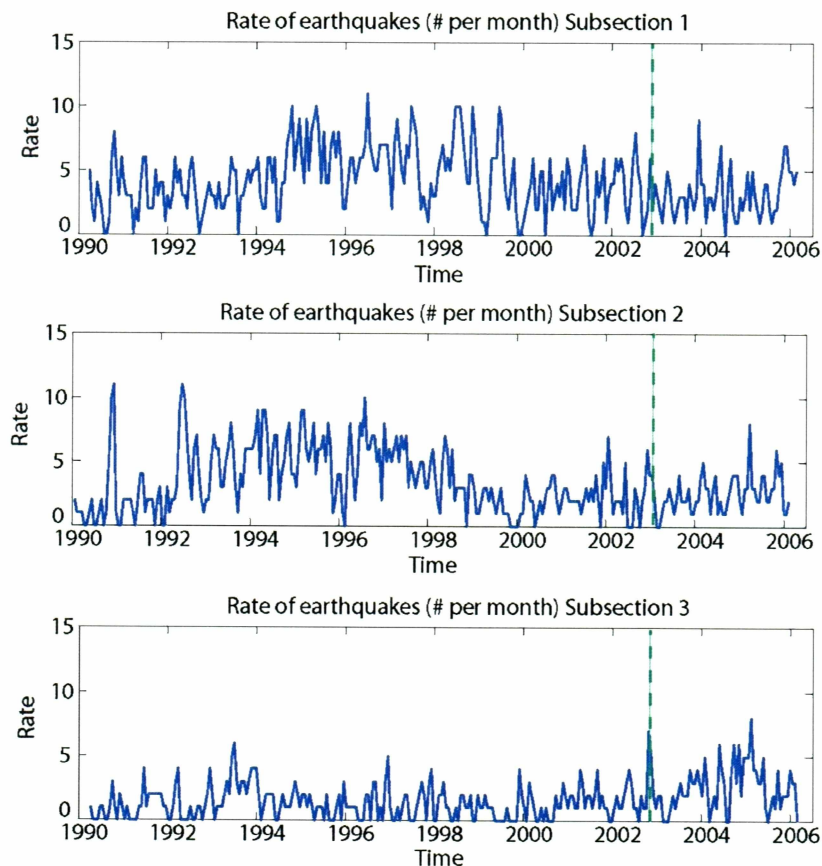 Rate of earthquakes (# per month) Subsection 1
15
10
5
0
Rate
1990 1992 1994 1996 1998 2000 2002 2004 2006
Time
Rate of earthquakes (# per month) Subsection 2
15
10
5
0
Rate
1990 1992 1994 1996 1998 2000 2002 2004 2006
Time
Rate of earthquakes (# per month) Subsection 3
15
10
5
0
Rate
1990 1992 1994 1996 1998 2000 2002 2004 2006
Time